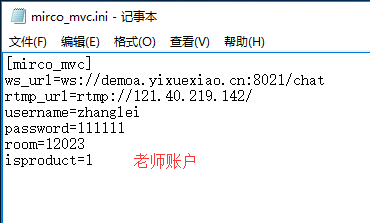 mirco_mvc.ini - 记事本
文件(F) 编辑(E) 格式(O) 查看(V) 帮助(H)
[mirco_mvc]
ws_url=ws://demoa.yixuexiao.cn:8021/chat
rtmp_url=rtmp://121.40.219.142/
username=zhanglei
password=111111
room=12023
isproduct=1 老师账户